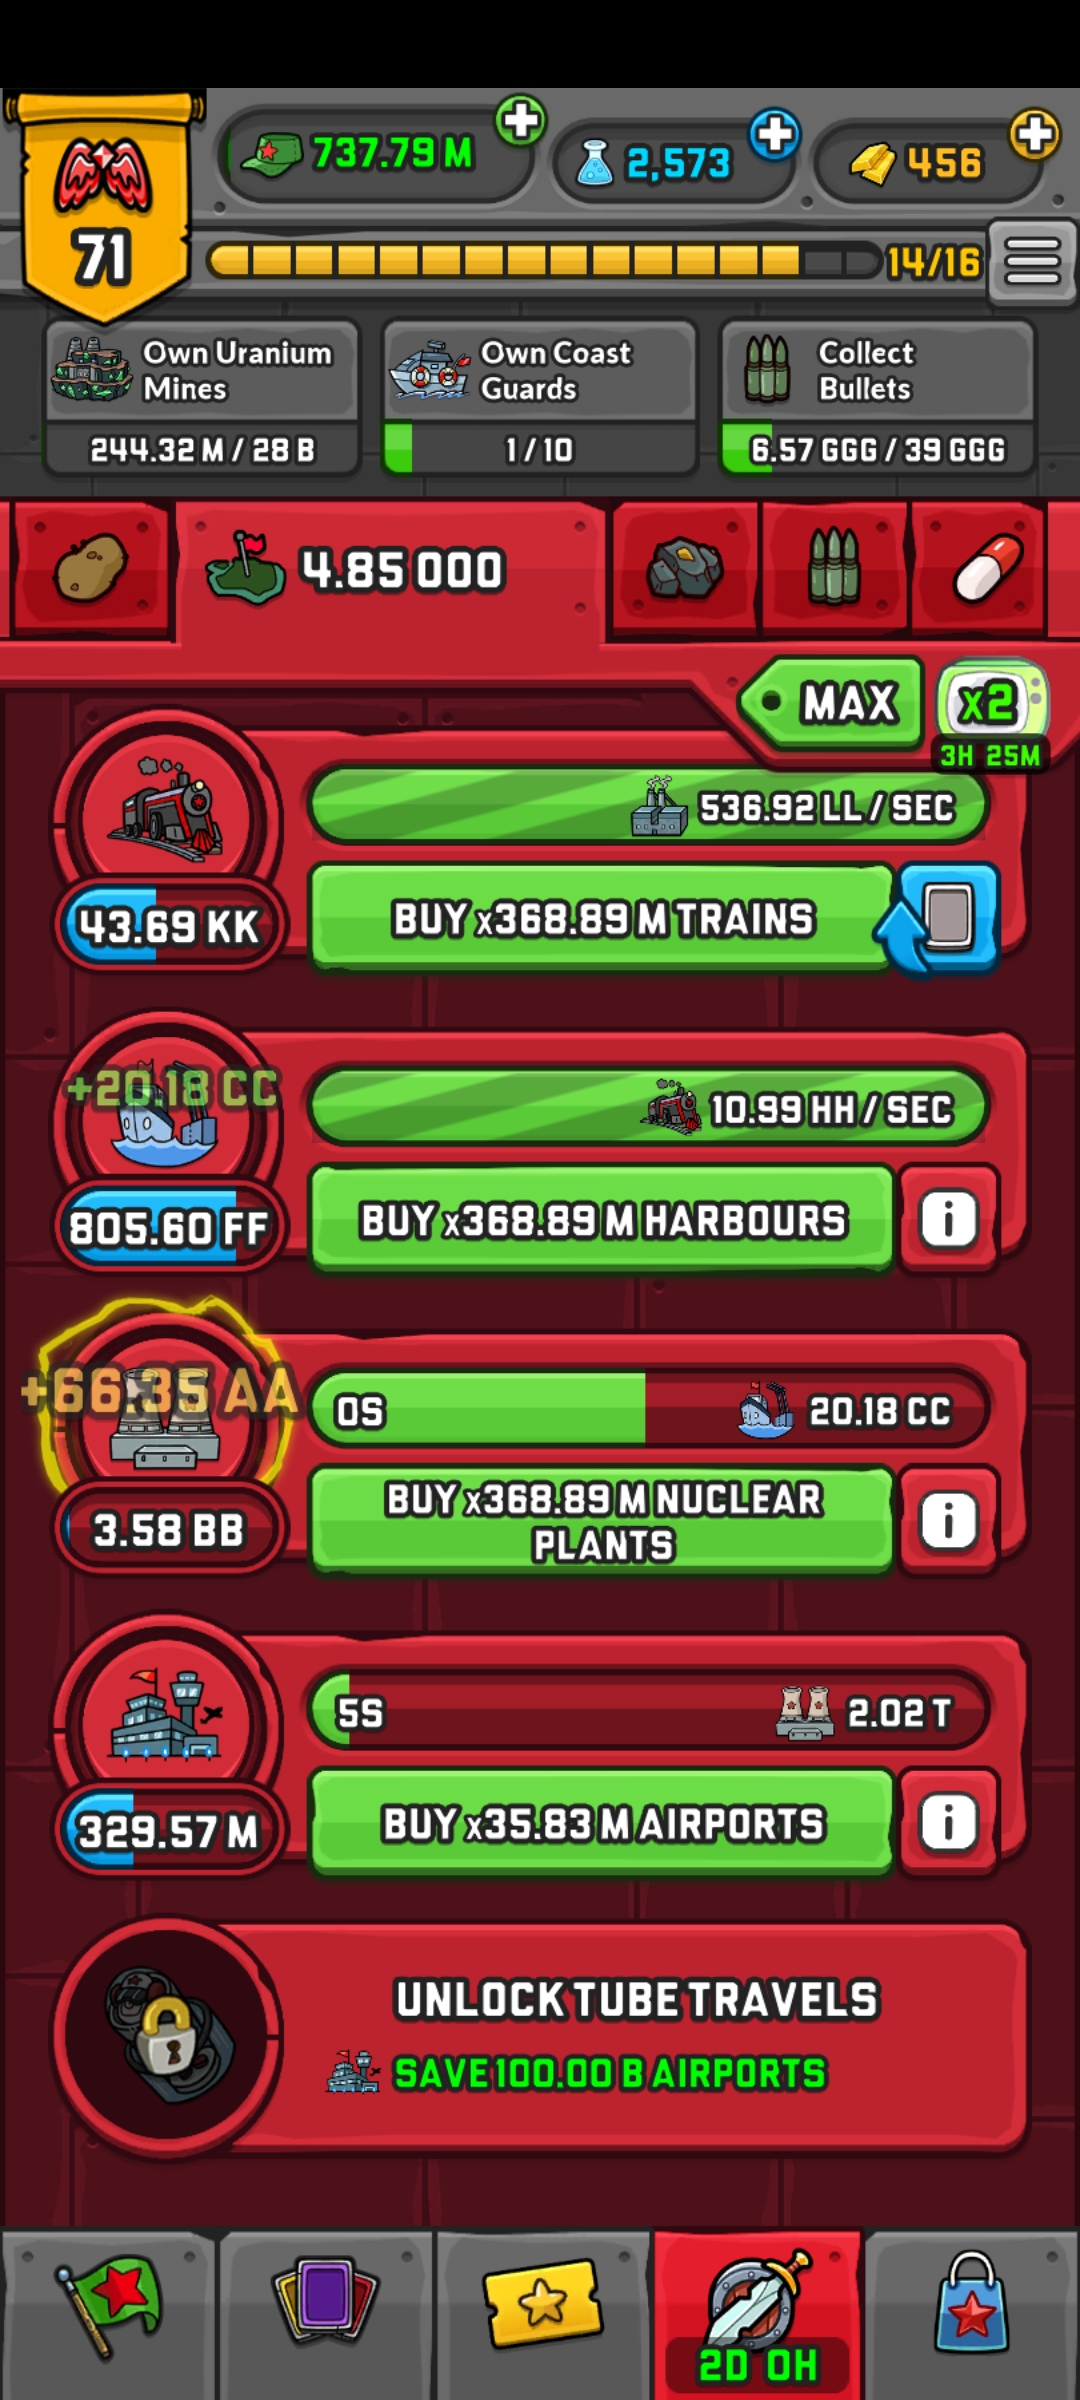 737.79 M
2,573
456
71
14/16
Own Uranium
Mines
244.32 M / 28 B
Own Coast
Guards
1 / 10
Collect
Bullets
6.57 GGG / 39 GGG
4.85 OOO
MAX
x2
3H 25M
536.92 LL / SEC
43.69 KK
BUY x368.89 M TRAINS
+20.18 CC
10.99 HH / SEC
805.60 FF
BUY x368.89 M HARBOURS
i
+66.35 AA
0S
20.18 CC
3.58 BB
BUY x368.89 M NUCLEAR
PLANTS
i
5S
2.02 T
329.57 M
BUY x35.83 M AIRPORTS
i
UNLOCK TUBE TRAVELS
SAVE 100.00 B AIRPORTS
2D 0H